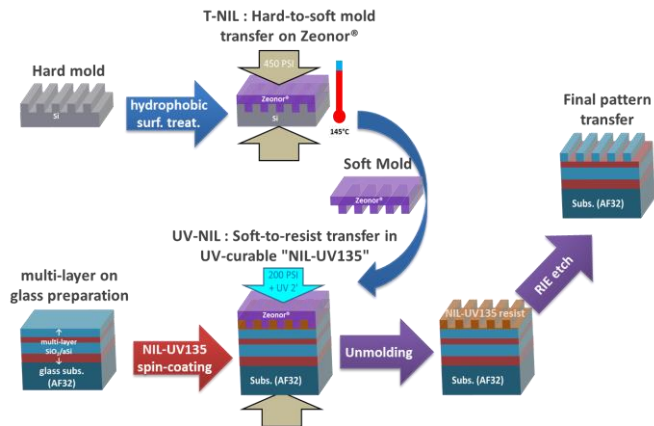 T-NIL : Hard-to-soft mold
transfer on Zeonor®
Hard mold
Si
hydrophobic
surf. treat.
450 PSI
Zeonor®
Si
145°C
Soft Mold
Zeonor®
Final pattern
transfer
Subs. (AF32)
UV-NIL : Soft-to-resist transfer in
UV-curable "NIL-UV135"
multi-layer on
glass preparation
multi-layer
SiO₂/aSi
glass subs.
(AF32)
NIL-UV135
spin-coating
200 PSI
+ UV 2'
Zeonor®
Subs. (AF32)
Unmolding
NIL-UV135 resist
RIE etch